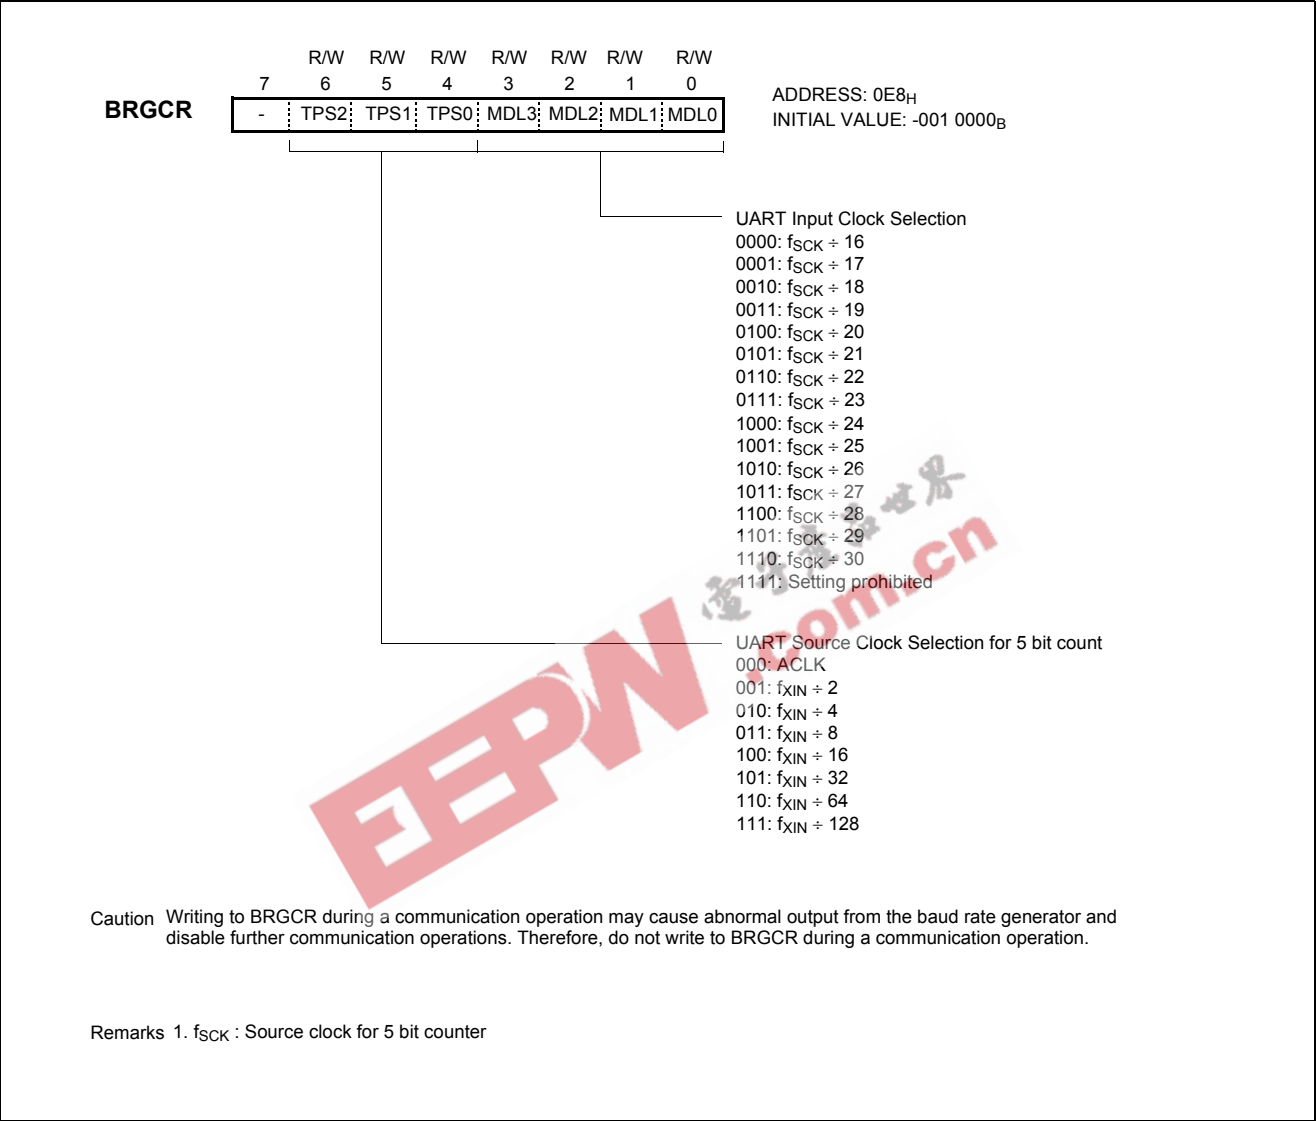 R/W R/W R/W R/W R/W R/W R/W
7 6 5 4 3 2 1 0
BRGCR - TPS2 TPS1 TPS0 MDL3 MDL2 MDL1 MDL0
ADDRESS: 0E8H
INITIAL VALUE: -001 0000B
UART Input Clock Selection
0000: fSCK ÷ 16
0001: fSCK ÷ 17
0010: fSCK ÷ 18
0011: fSCK ÷ 19
0100: fSCK ÷ 20
0101: fSCK ÷ 21
0110: fSCK ÷ 22
0111: fSCK ÷ 23
1000: fSCK ÷ 24
1001: fSCK ÷ 25
1010: fSCK ÷ 26
1011: fSCK ÷ 27
1100: fSCK ÷ 28
1101: fSCK ÷ 29
1110: fSCK ÷ 30
1111: Setting prohibited
UART Source Clock Selection for 5 bit count
000: ACLK
001: fXIN ÷ 2
010: fXIN ÷ 4
011: fXIN ÷ 8
100: fXIN ÷ 16
101: fXIN ÷ 32
110: fXIN ÷ 64
111: fXIN ÷ 128
EEPW.com.cn
電子產品世界
Caution Writing to BRGCR during a communication operation may cause abnormal output from the baud rate generator and
disable further communication operations. Therefore, do not write to BRGCR during a communication operation.
Remarks 1. fSCK : Source clock for 5 bit counter